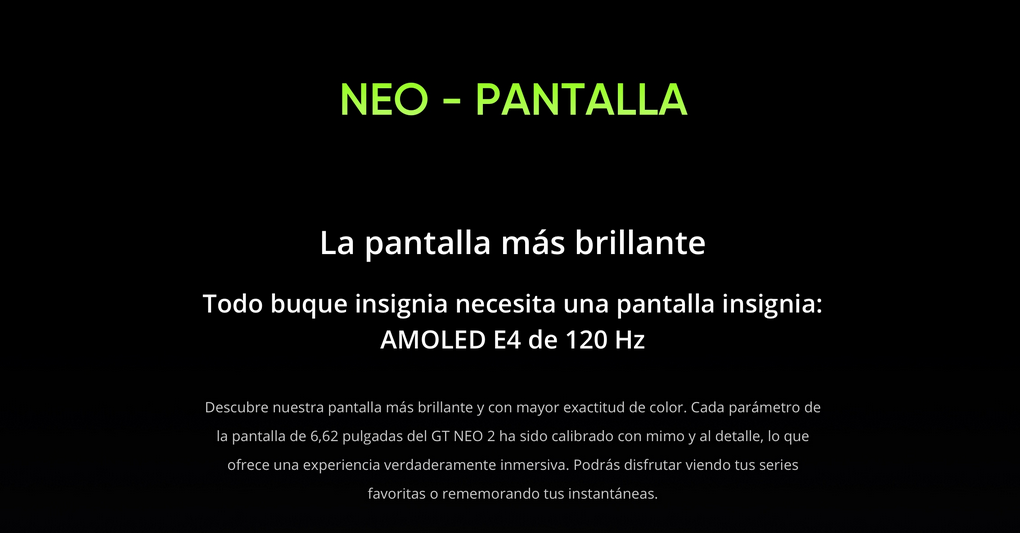 NEO - PANTALLA
La pantalla más brillante
Todo buque insignia necesita una pantalla insignia:
AMOLED E4 de 120 Hz
Descubre nuestra pantalla más brillante y con mayor exactitud de color. Cada parámetro de
la pantalla de 6,62 pulgadas del GT NEO 2 ha sido calibrado con mimo y al detalle, lo que
ofrece una experiencia verdaderamente inmersiva. Podrás disfrutar viendo tus series
favoritas o rememorando tus instantáneas.